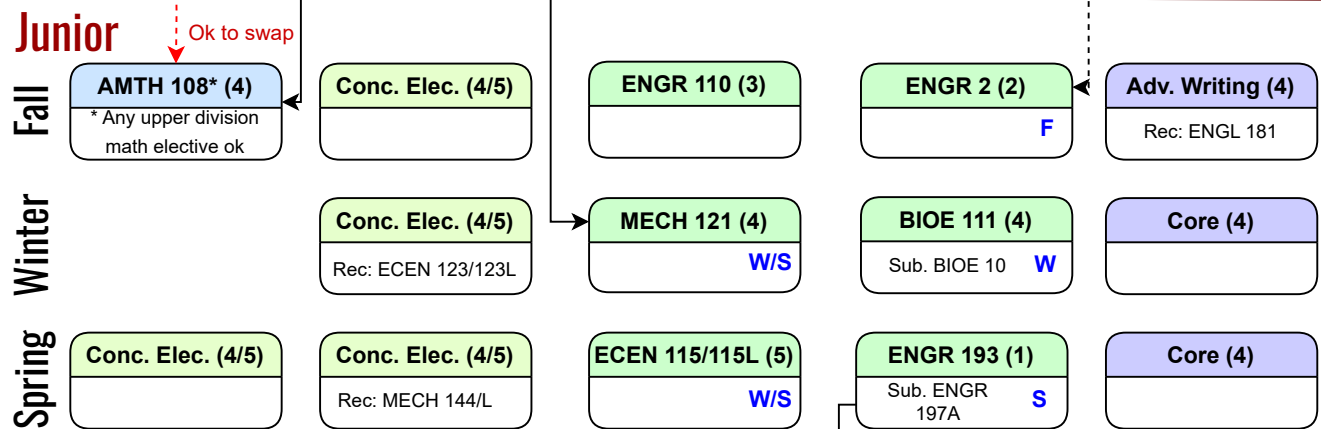 Junior
Ok to swap
Fall
AMTH 108* (4)
* Any upper division
math elective ok
Conc. Elec. (4/5)
ENGR 110 (3)
ENGR 2 (2)
F
Adv. Writing (4)
Rec: ENGL 181
Winter
Conc. Elec. (4/5)
Rec: ECEN 123/123L
MECH 121 (4)
W/S
BIOE 111 (4)
Sub. BIOE 10
W
Core (4)
Spring
Conc. Elec. (4/5)
Conc. Elec. (4/5)
Rec: MECH 144/L
ECEN 115/115L (5)
W/S
ENGR 193 (1)
Sub. ENGR
197A
S
Core (4)